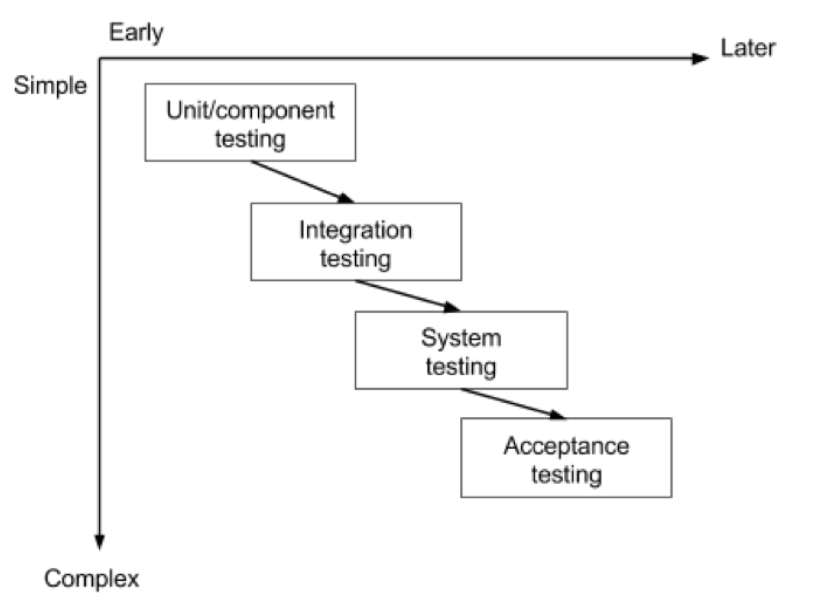 Early
Later
Simple
Unit/component
testing
Integration
testing
System
testing
Acceptance
testing
Complex